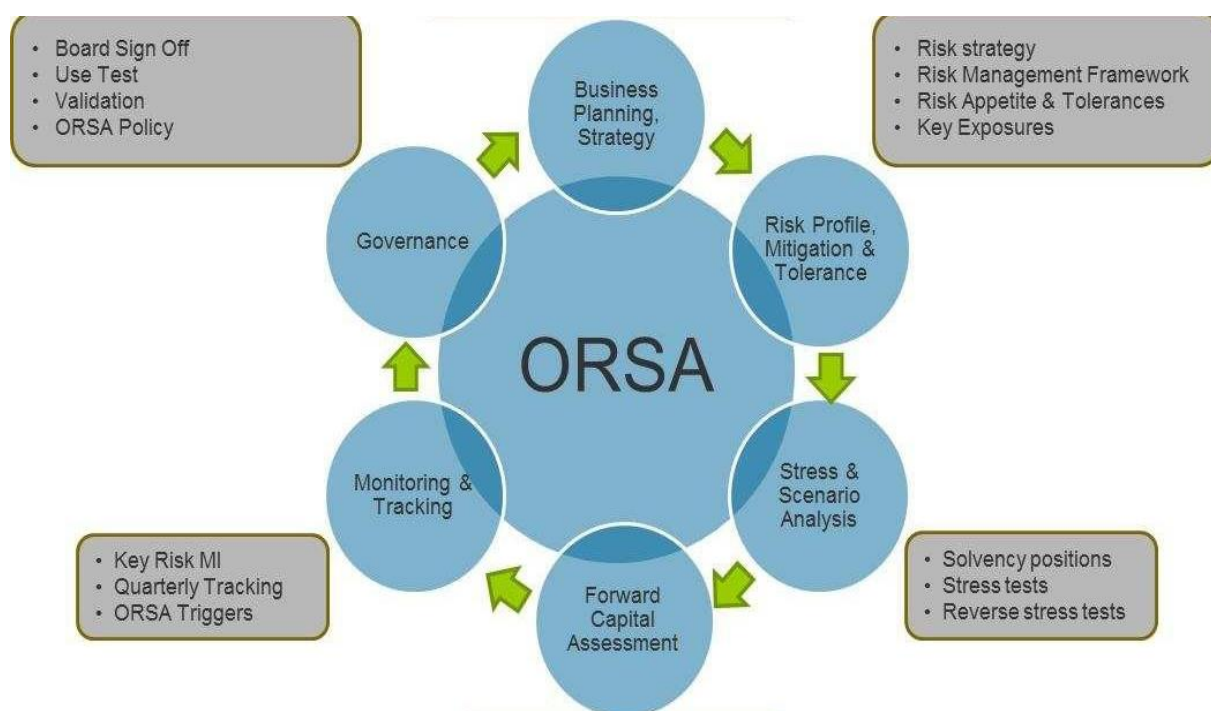 • Board Sign Off
• Use Test
• Validation
• ORSA Policy
Business
Planning,
Strategy
• Risk strategy
• Risk Management Framework
• Risk Appetite & Tolerances
• Key Exposures
Governance
Risk Profile,
Mitigation &
Tolerance
ORSA
Monitoring &
Tracking
Stress &
Scenario
Analysis
• Key Risk MI
• Quarterly Tracking
• ORSA Triggers
Forward
Capital
Assessment
• Solvency positions
• Stress tests
• Reverse stress tests